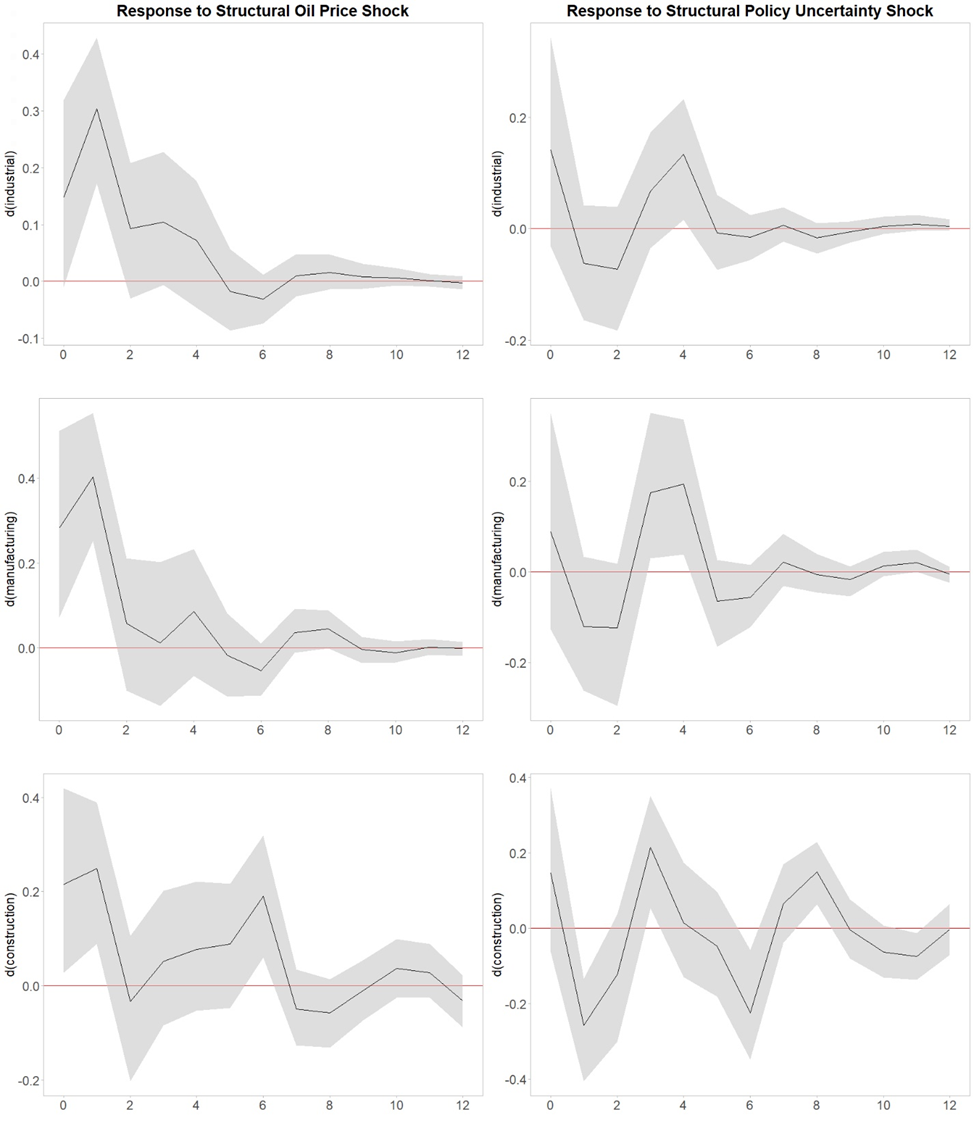 Response to Structural Oil Price Shock
Response to Structural Policy Uncertainty Shock
d(industrial)
0.4
0.3
0.2
0.1
0.0
-0.1
0 2 4 6 8 10 12
d(industrial)
0.2
0.0
-0.2
0 2 4 6 8 10 12
d(manufacturing)
0.4
0.2
0.0
0 2 4 6 8 10 12
d(manufacturing)
0.2
0.0
-0.2
0 2 4 6 8 10 12
d(construction)
0.4
0.2
0.0
-0.2
0 2 4 6 8 10 12
d(construction)
0.4
0.2
0.0
-0.2
-0.4
0 2 4 6 8 10 12